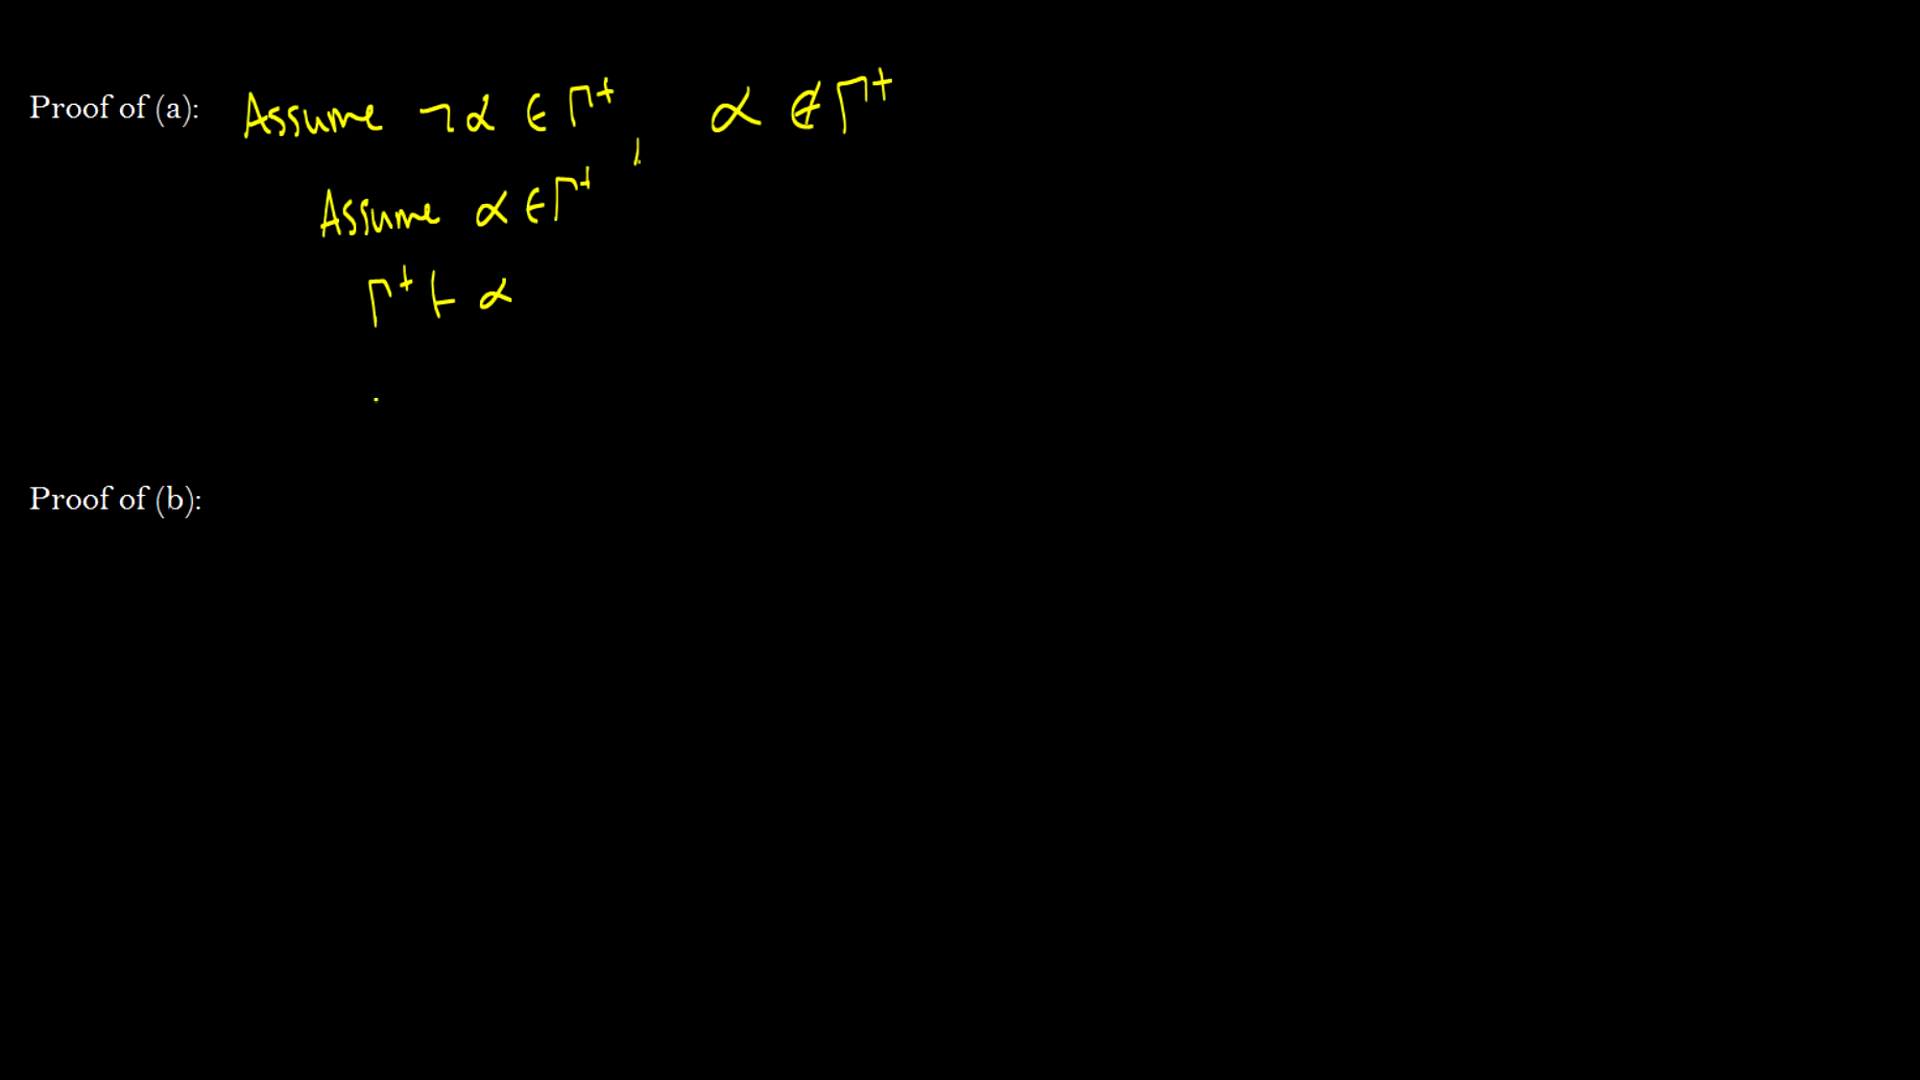 Proof of (a): Assume ¬α ∈ Γ⁺, α ∉ Γ⁺
Assume α ∈ Γ⁺
Γ⁺ ⊢ α
Proof of (b):